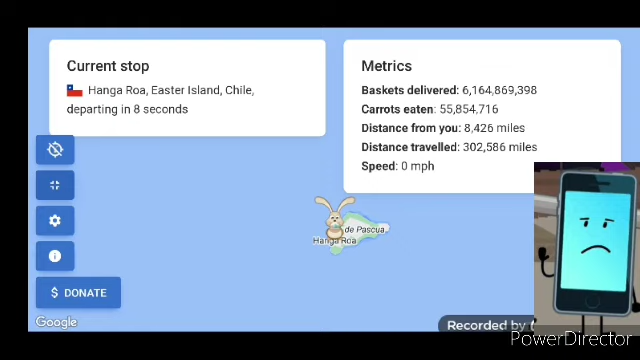 Current stop
Hanga Roa, Easter Island, Chile,
departing in 8 seconds
Metrics
Baskets delivered: 6,164,869,398
Carrots eaten: 55,854,716
Distance from you: 8,426 miles
Distance travelled: 302,586 miles
Speed: 0 mph
de Pascua
Hanga Roa
$ DONATE
Google
Recorded by
PowerDirector